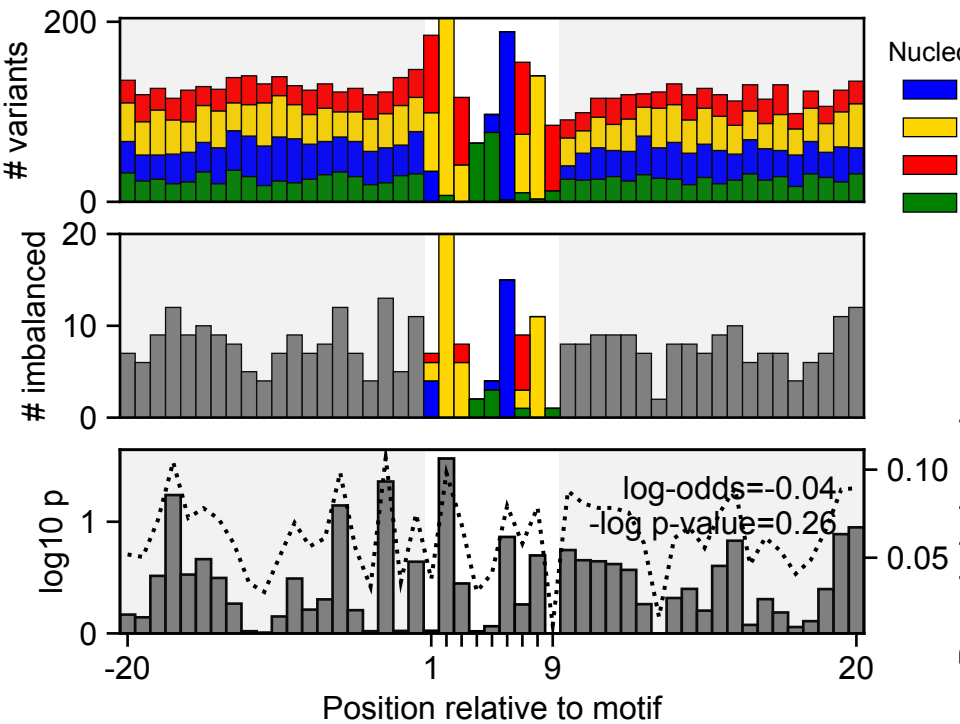 # variants
200
0
Nuclec
# imbalanced
20
10
0
log10 p
1
0
log-odds=-0.04
-log p-value=0.26
0.10
0.05
-20
1
9
20
Position relative to motif